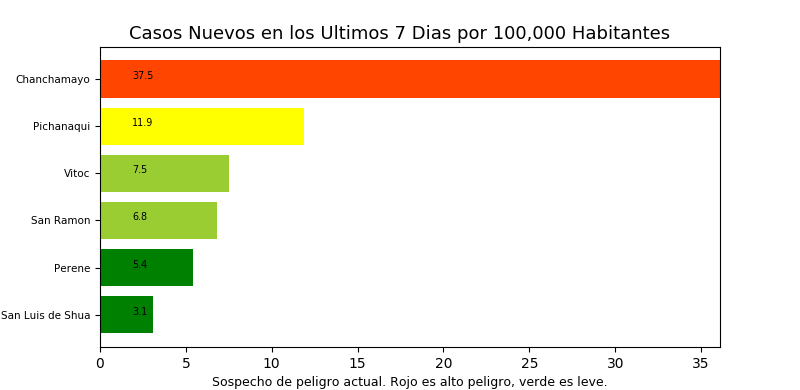 Casos Nuevos en los Ultimos 7 Dias por 100,000 Habitantes
Chanchamayo 37.5
Pichanaqui 11.9
Vitoc 7.5
San Ramon 6.8
Perene 5.4
San Luis de Shua 3.1
0 5 10 15 20 25 30 35
Sospecho de peligro actual. Rojo es alto peligro, verde es leve.